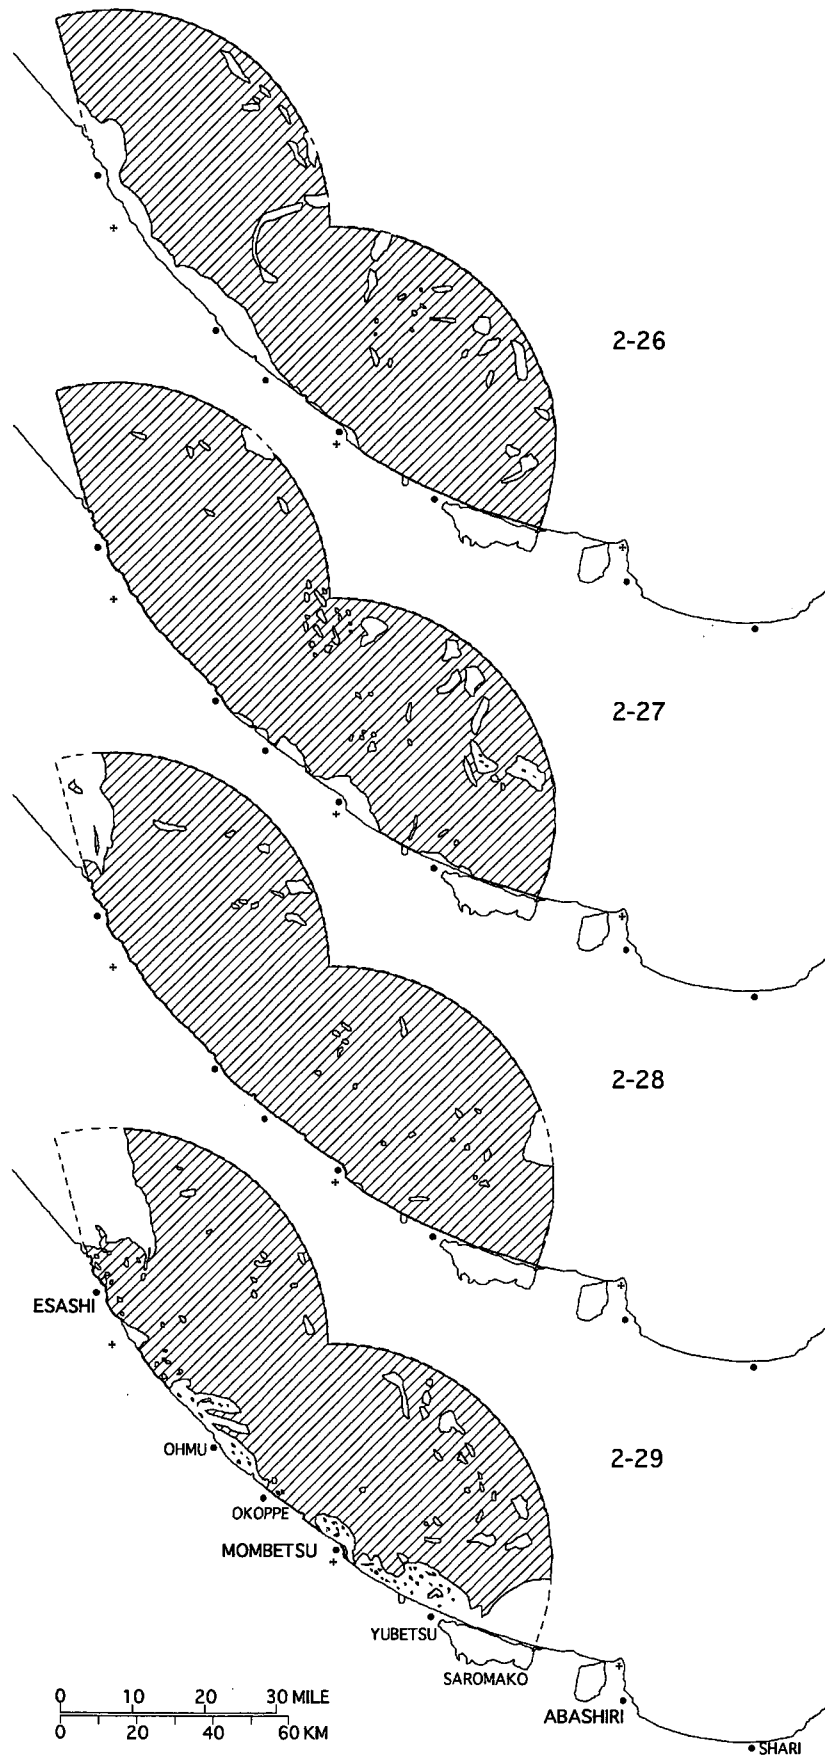 2-26
2-27
2-28
2-29
ESASHI
OHMU
OKOPPE
MOMBETSU
YUBETSU
SAROMAKO
ABASHIRI
SHARI
0 10 20 30 MILE
0 20 40 60 KM